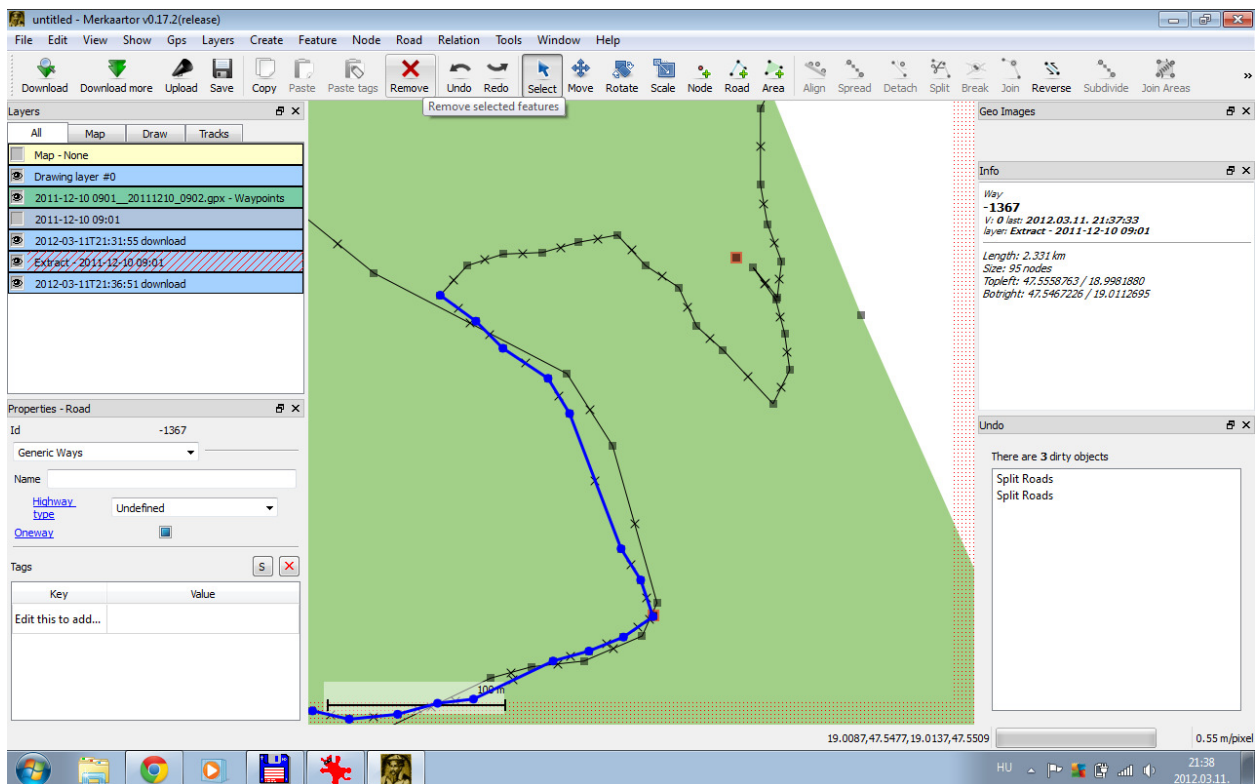 untitled - Merkaartor v0.17.2(release)
File Edit View Show Gps Layers Create Feature Node Road Relation Tools Window Help
Download Download more Upload Save Copy Paste Paste tags Remove Undo Redo Select Move Rotate Scale Node Road Area Align Spread Detach Split Break Join Reverse Subdivide Join Areas »
Remove selected features
Layers
All Map Draw Tracks
Map - None
Drawing layer #0
2011-12-10 0901__20111210_0902.gpx - Waypoints
2011-12-10 09:01
2012-03-11T21:31:55 download
Extract - 2011-12-10 09:01
2012-03-11T21:36:51 download
Properties - Road
Id -1367
Generic Ways
Name
Highway type Undefined
Oneway
Tags S
Key Value
Edit this to add...
100 m
Geo Images
Info
Way
-1367
V: 0 last: 2012.03.11. 21:37:33
layer: Extract - 2011-12-10 09:01
Length: 2.331 km
Size: 95 nodes
Topleft: 47.5558763 / 18.9981880
Botright: 47.5467226 / 19.0112695
Undo
There are 3 dirty objects
Split Roads
Split Roads
19.0087,47.5477,19.0137,47.5509 0.55 m/pixel
HU 21:38
2012.03.11.